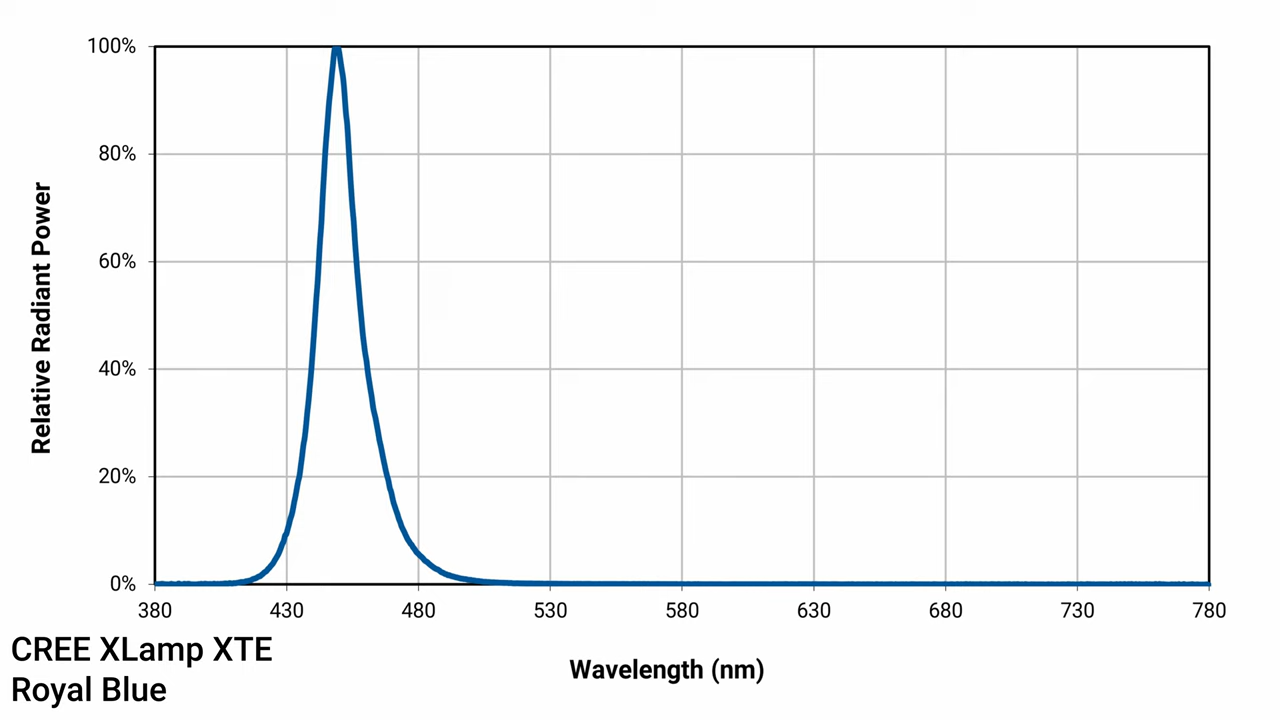 100%
80%
60%
40%
20%
0%
Relative Radiant Power
380 430 480 530 580 630 680 730 780
Wavelength (nm)
CREE XLamp XTE
Royal Blue